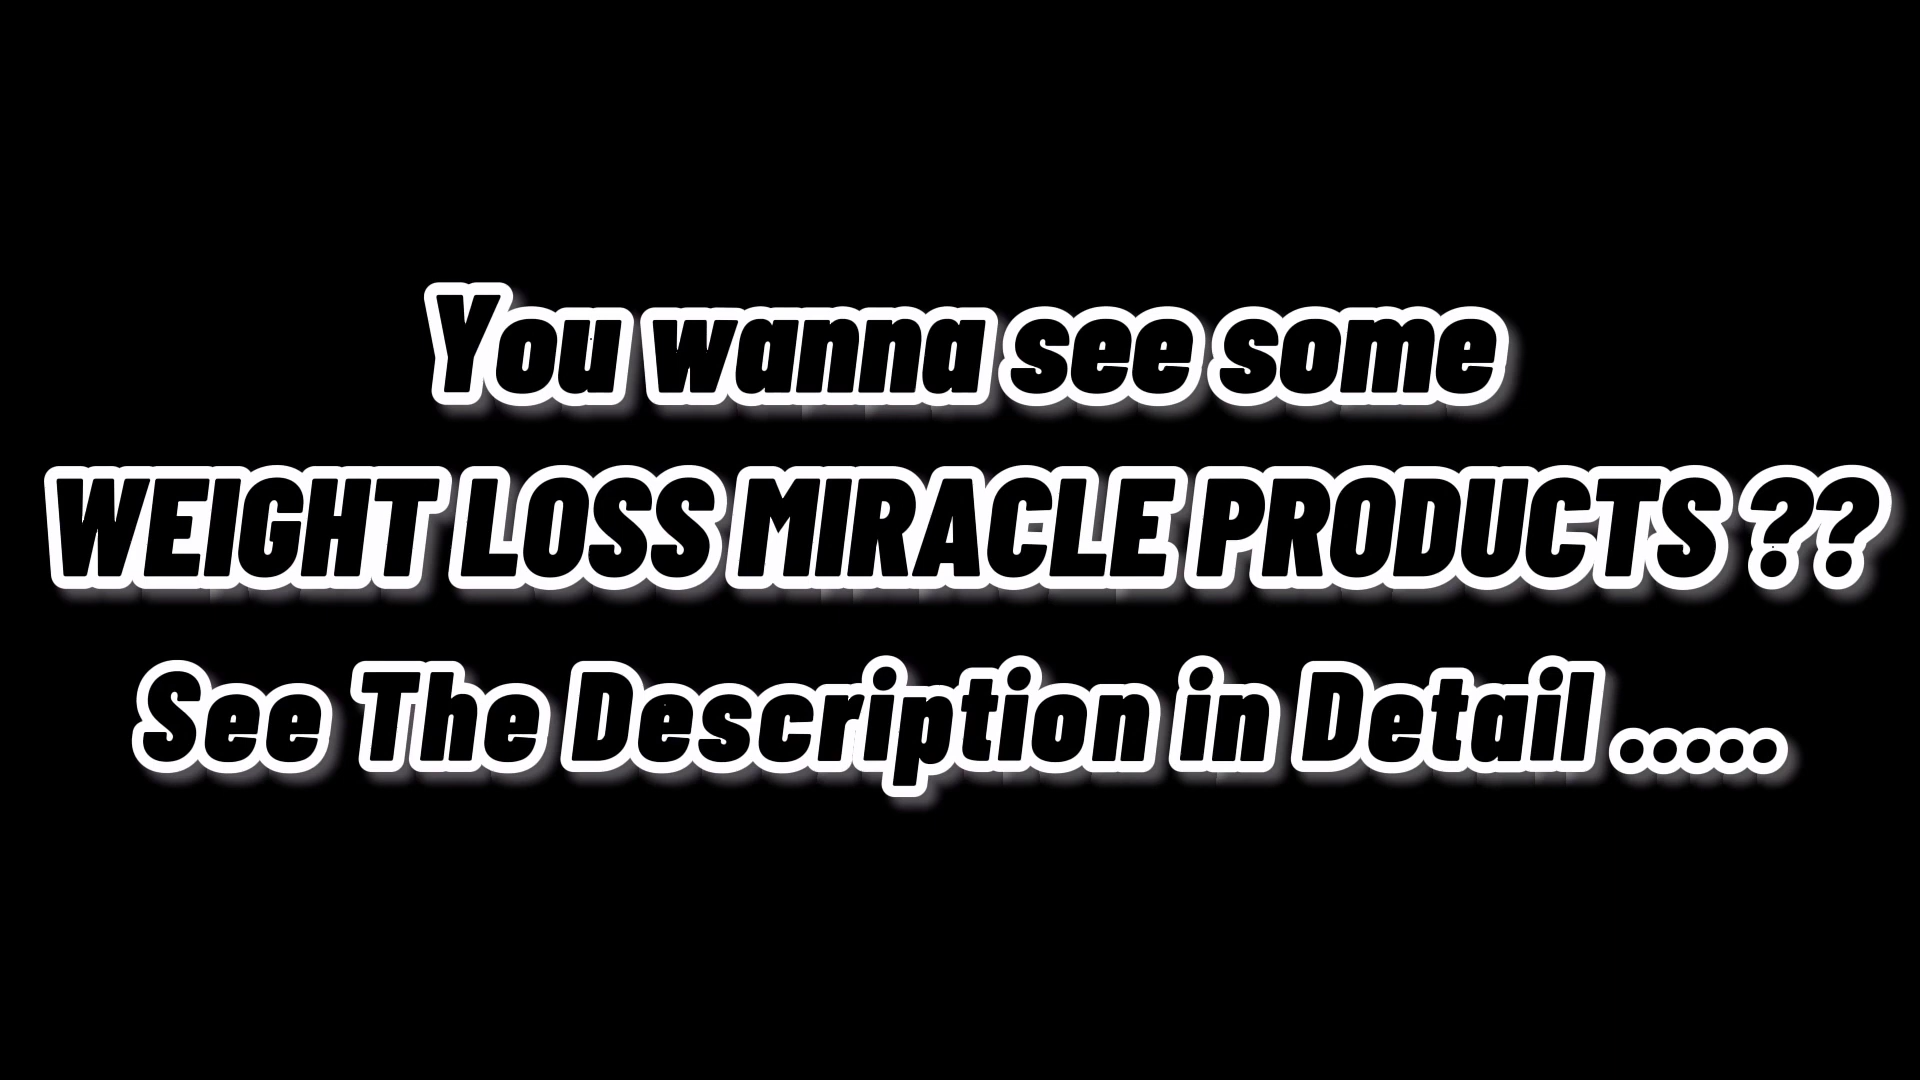 You wanna see some
WEIGHT LOSS MIRACLE PRODUCTS ??
See The Description in Detail .....